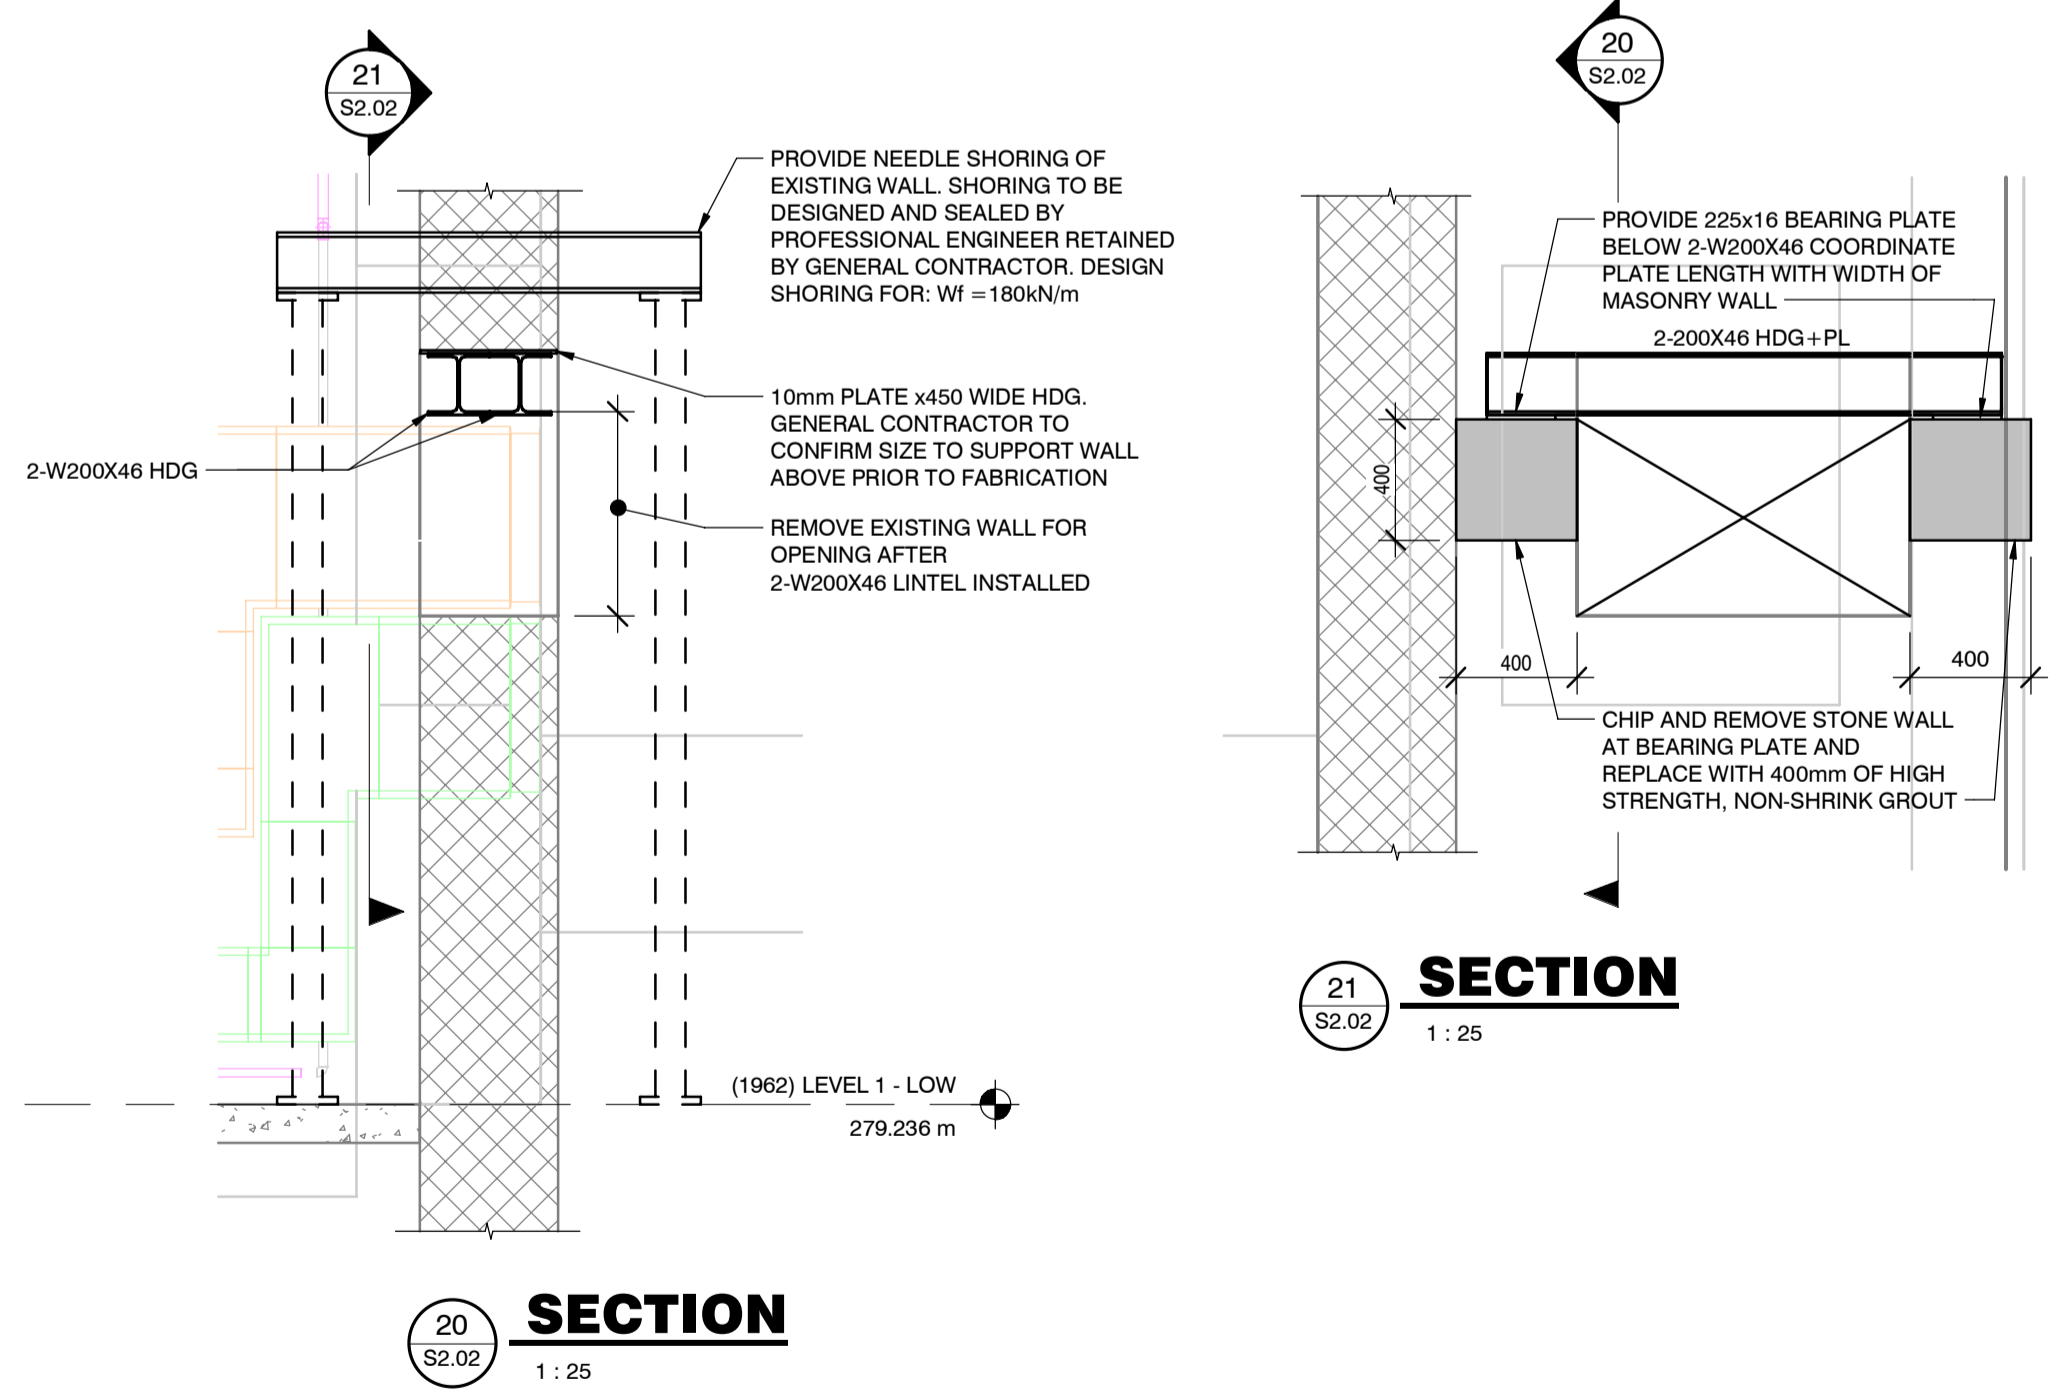 21
S2.02
PROVIDE NEEDLE SHORING OF
EXISTING WALL. SHORING TO BE
DESIGNED AND SEALED BY
PROFESSIONAL ENGINEER RETAINED
BY GENERAL CONTRACTOR. DESIGN
SHORING FOR: Wf =180kN/m
10mm PLATE x450 WIDE HDG.
GENERAL CONTRACTOR TO
CONFIRM SIZE TO SUPPORT WALL
ABOVE PRIOR TO FABRICATION
2-W200X46 HDG
REMOVE EXISTING WALL FOR
OPENING AFTER
2-W200X46 LINTEL INSTALLED
(1962) LEVEL 1 - LOW
279.236 m
20
S2.02
SECTION
1 : 25
20
S2.02
PROVIDE 225x16 BEARING PLATE
BELOW 2-W200X46 COORDINATE
PLATE LENGTH WITH WIDTH OF
MASONRY WALL
2-200X46 HDG+PL
400
400
400
CHIP AND REMOVE STONE WALL
AT BEARING PLATE AND
REPLACE WITH 400mm OF HIGH
STRENGTH, NON-SHRINK GROUT
21
S2.02
SECTION
1 : 25